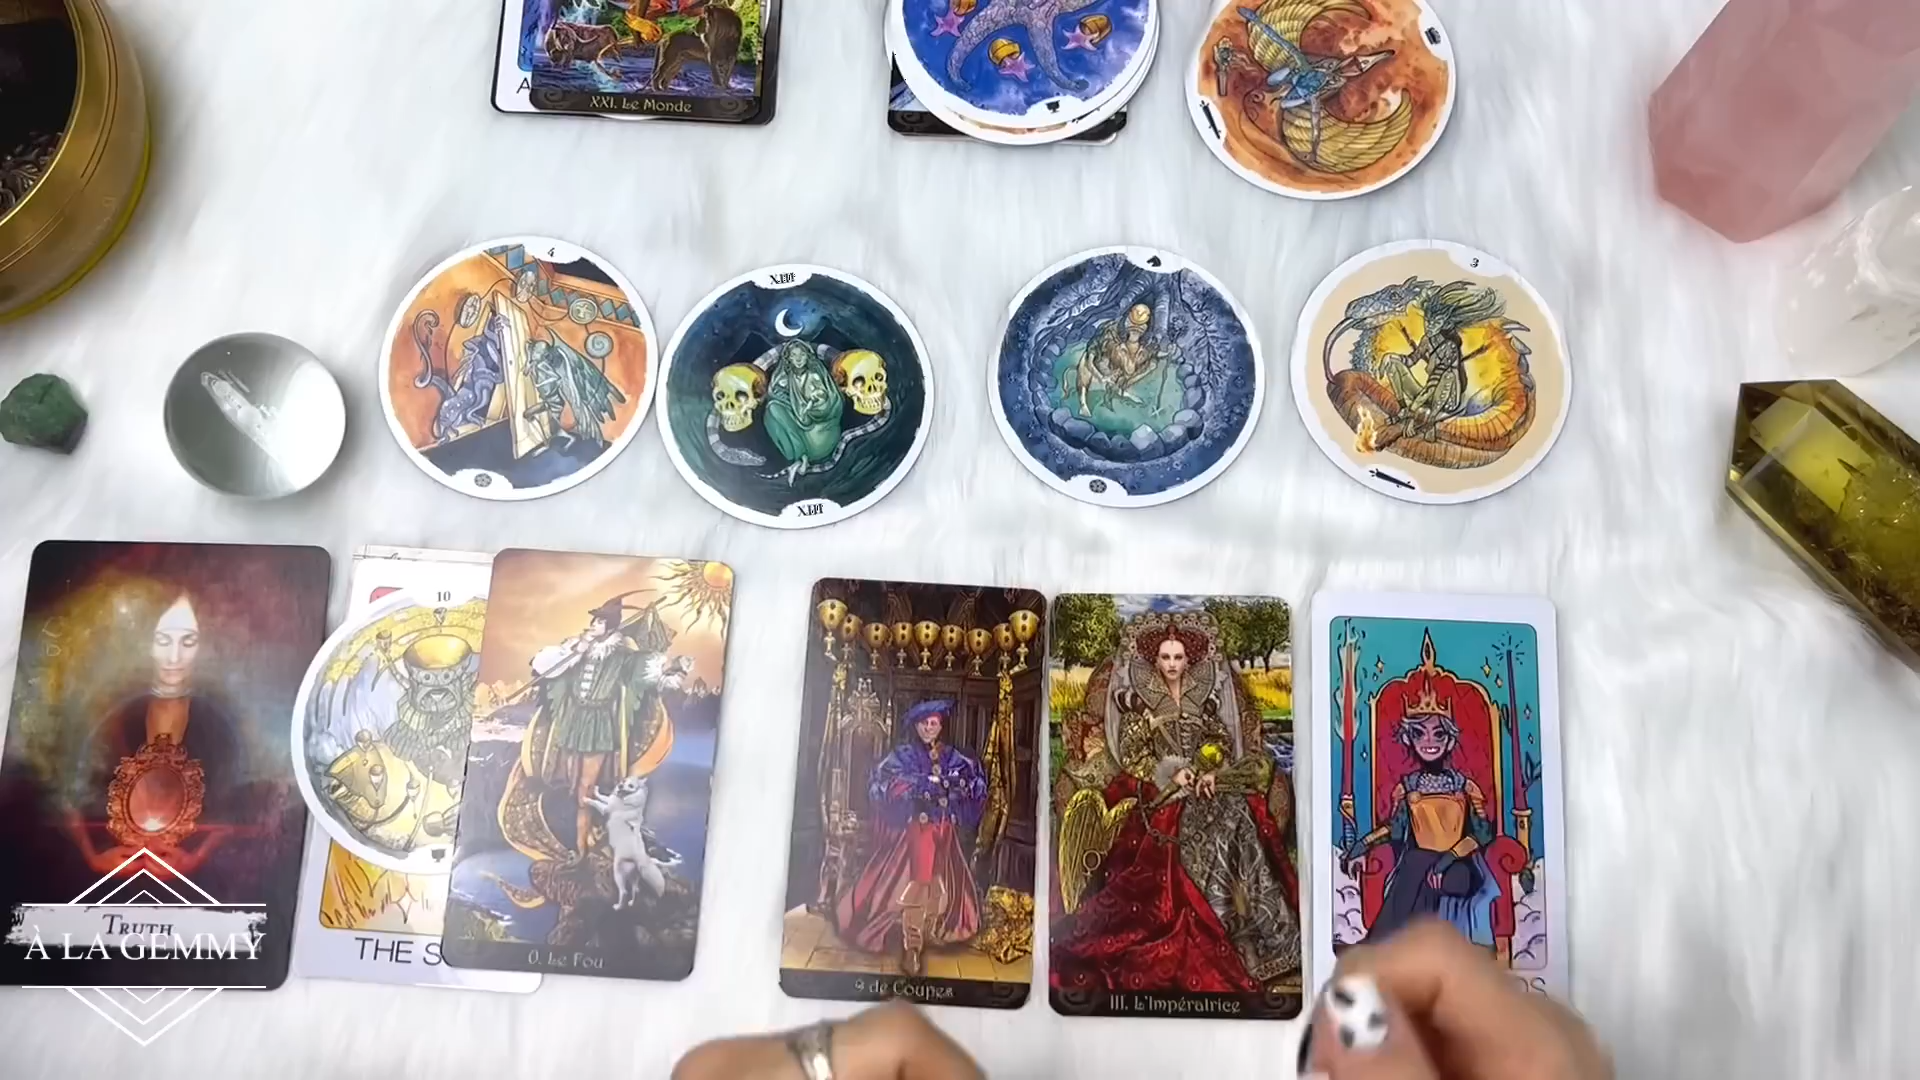 A
XXI. Le Monde
4
XIII
3
XIII
10
TRUTH
À LA GEMMY
THE S
0. Le Fou
9 de Coupes
III. L'Impératrice
DS